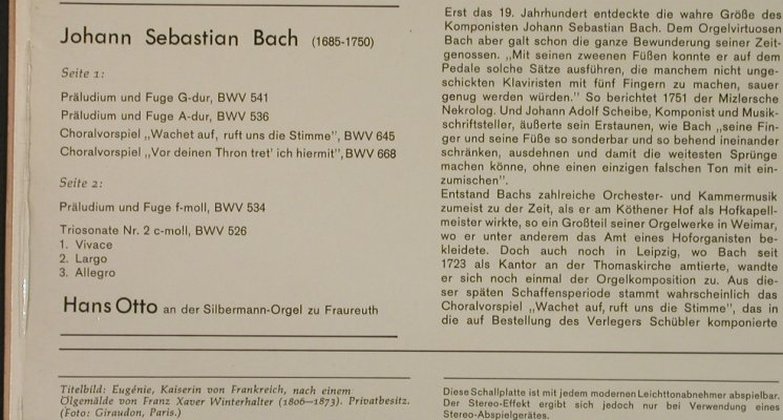 Johann Sebastian Bach (1685-1750)
Seite 1:
Präludium und Fuge G-dur, BWV 541
Präludium und Fuge A-dur, BWV 536
Choralvorspiel „Wachet auf, ruft uns die Stimme", BWV 645
Choralvorspiel „Vor deinen Thron tret' ich hiermit", BWV 668
Seite 2:
Präludium und Fuge f-moll, BWV 534
Triosonate Nr. 2 c-moll, BWV 526
1. Vivace
2. Largo
3. Allegro
Hans Otto an der Silbermann-Orgel zu Fraureuth
Titelbild: Eugénie, Kaiserin von Frankreich, nach einem
Ölgemälde von Franz Xaver Winterhalter (1806—1873). Privatbesitz.
(Foto: Giraudon, Paris.)
Erst das 19. Jahrhundert entdeckte die wahre Größe des
Komponisten Johann Sebastian Bach. Dem Orgelvirtuosen
Bach aber galt schon die ganze Bewunderung seiner Zeit-
genossen. „Mit seinen zweenen Füßen konnte er auf dem
Pedale solche Sätze ausführen, die manchem nicht unge-
schickten Klaviristen mit fünf Fingern zu machen, sauer
genug werden würden." So berichtet 1751 der Mizlersche
Nekrolog. Und Johann Adolf Scheibe, Komponist und Musik-
schriftsteller, äußerte sein Erstaunen, wie Bach „seine Fin-
ger und seine Füße so sonderbar und so behend ineinander
schränken, ausdehnen und damit die weitesten Sprünge
machen könne, ohne einen einzigen falschen Ton mit ein-
zumischen".
Entstand Bachs zahlreiche Orchester- und Kammermusik
zumeist zu der Zeit, als er am Köthener Hof als Hofkapell-
meister wirkte, so ein Großteil seiner Orgelwerke in Weimar,
wo er unter anderem das Amt eines Hoforganisten be-
kleidete. Doch auch noch in Leipzig, wo Bach seit
1723 als Kantor an der Thomaskirche amtierte, wandte
er sich noch einmal der Orgelkomposition zu. Aus die-
ser späten Schaffensperiode stammt wahrscheinlich das
Choralvorspiel „Wachet auf, ruft uns die Stimme", das in
die auf Bestellung des Verlegers Schübler komponierte
Diese Schallplatte ist mit jedem modernen Leichttonabnehmer abspielbar.
Der Stereo-Effekt ergibt sich jedoch nur bei Verwendung eines
Stereo-Abspielgerätes.